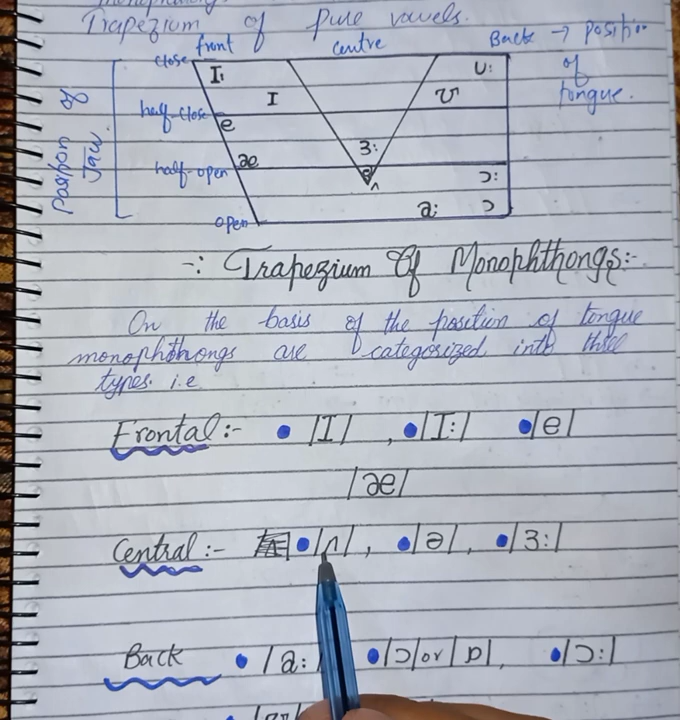 Trapezium of pure vowels.
front centre Back → position of tongue.
Position of Jaw
close
I: u:
I ʊ
half-close
e
ɜ:
half-open æ
ə ʌ ɔ:
a: ɔ
open
-: Trapezium Of Monophthongs:-
On the basis of the position of tongue
monophthongs are categorized into three
types. i.e
Frontal:- • /I/ , • /I:/ • /e/
/æ/
Central:- • /ʌ/, • /ə/, • /3:/
Back • /a:/ • /ɔ/ or /ɒ/, • /ɔ:/